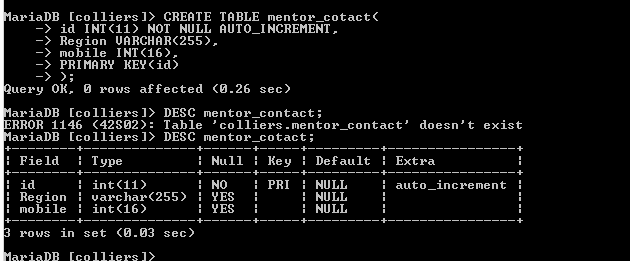 MariaDB [colliers]> CREATE TABLE mentor_cotact(
    -> id INT(11) NOT NULL AUTO_INCREMENT,
    -> Region VARCHAR(255),
    -> mobile INT(16),
    -> PRIMARY KEY(id)
    -> );
Query OK, 0 rows affected (0.26 sec)

MariaDB [colliers]> DESC mentor_contact;
ERROR 1146 (42S02): Table 'colliers.mentor_contact' doesn't exist
MariaDB [colliers]> DESC mentor_cotact;
+--------+--------------+------+-----+---------+----------------+
| Field  | Type         | Null | Key | Default | Extra          |
+--------+--------------+------+-----+---------+----------------+
| id     | int(11)      | NO   | PRI | NULL    | auto_increment |
| Region | varchar(255) | YES  |     | NULL    |                |
| mobile | int(16)      | YES  |     | NULL    |                |
+--------+--------------+------+-----+---------+----------------+
3 rows in set (0.03 sec)

MariaDB [colliers]>